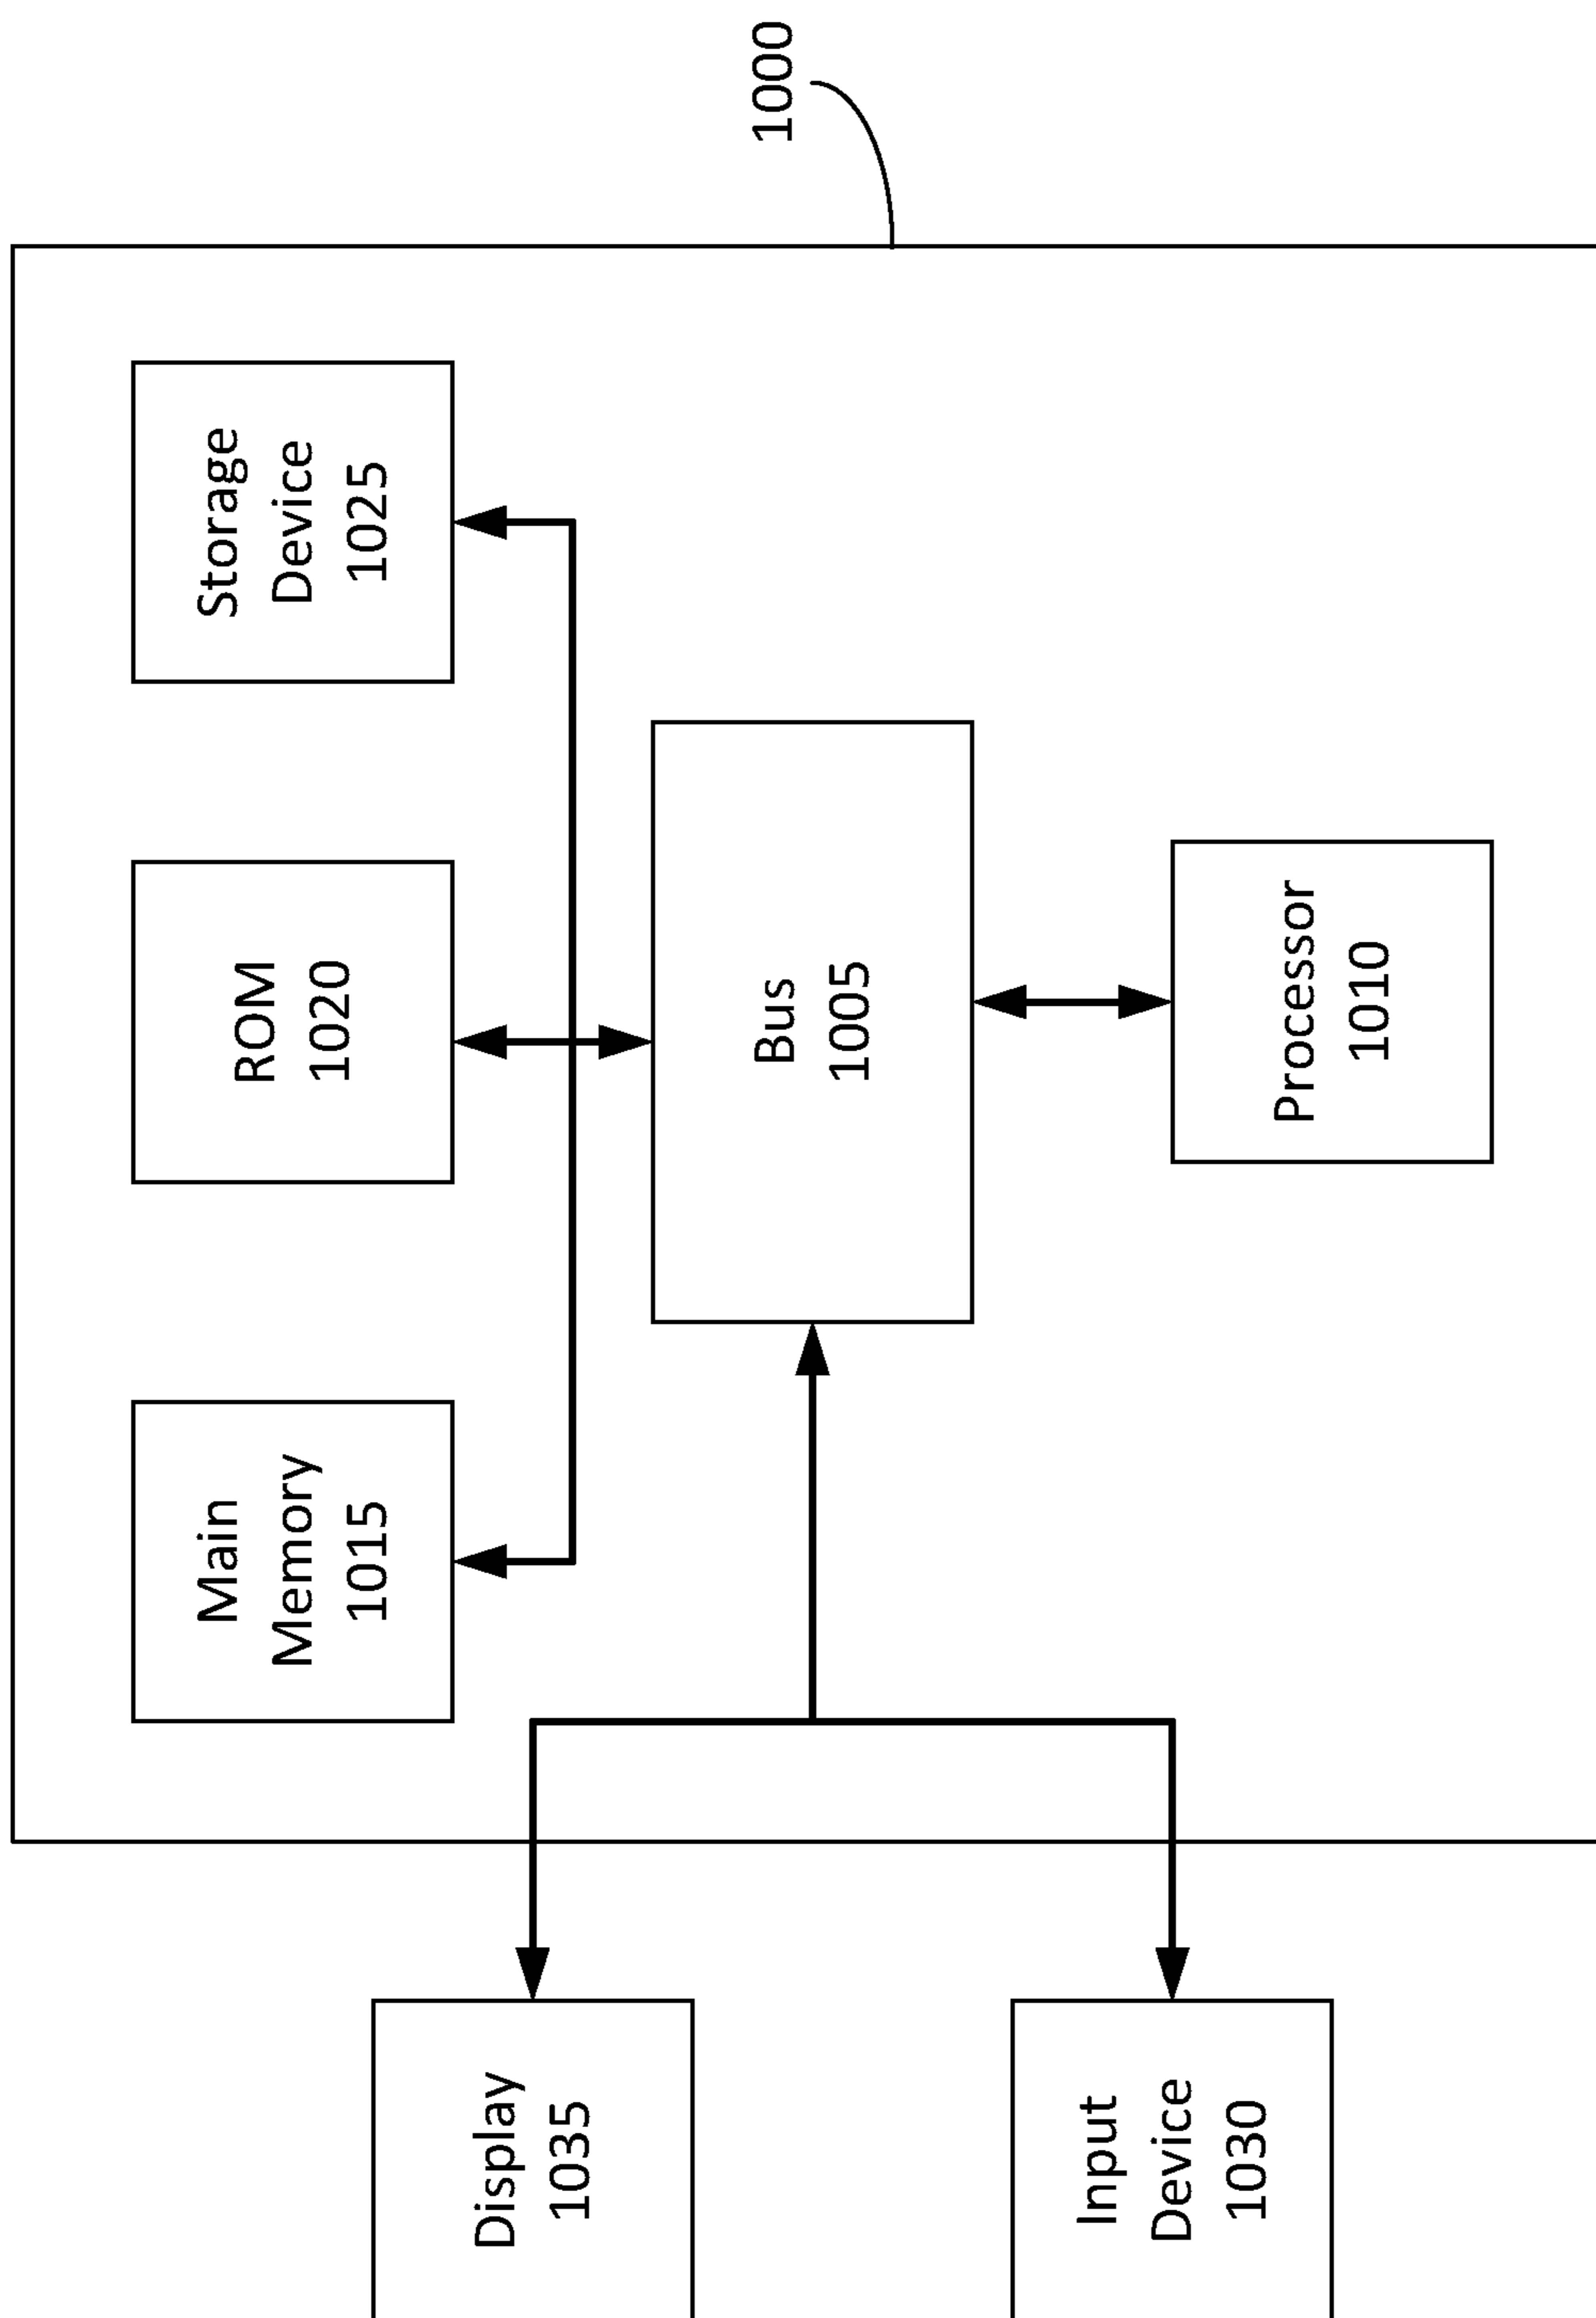 1000
Main
Memory
1015
ROM
1020
Storage
Device
1025
Display
1035
Bus
1005
Input
Device
1030
Processor
1010